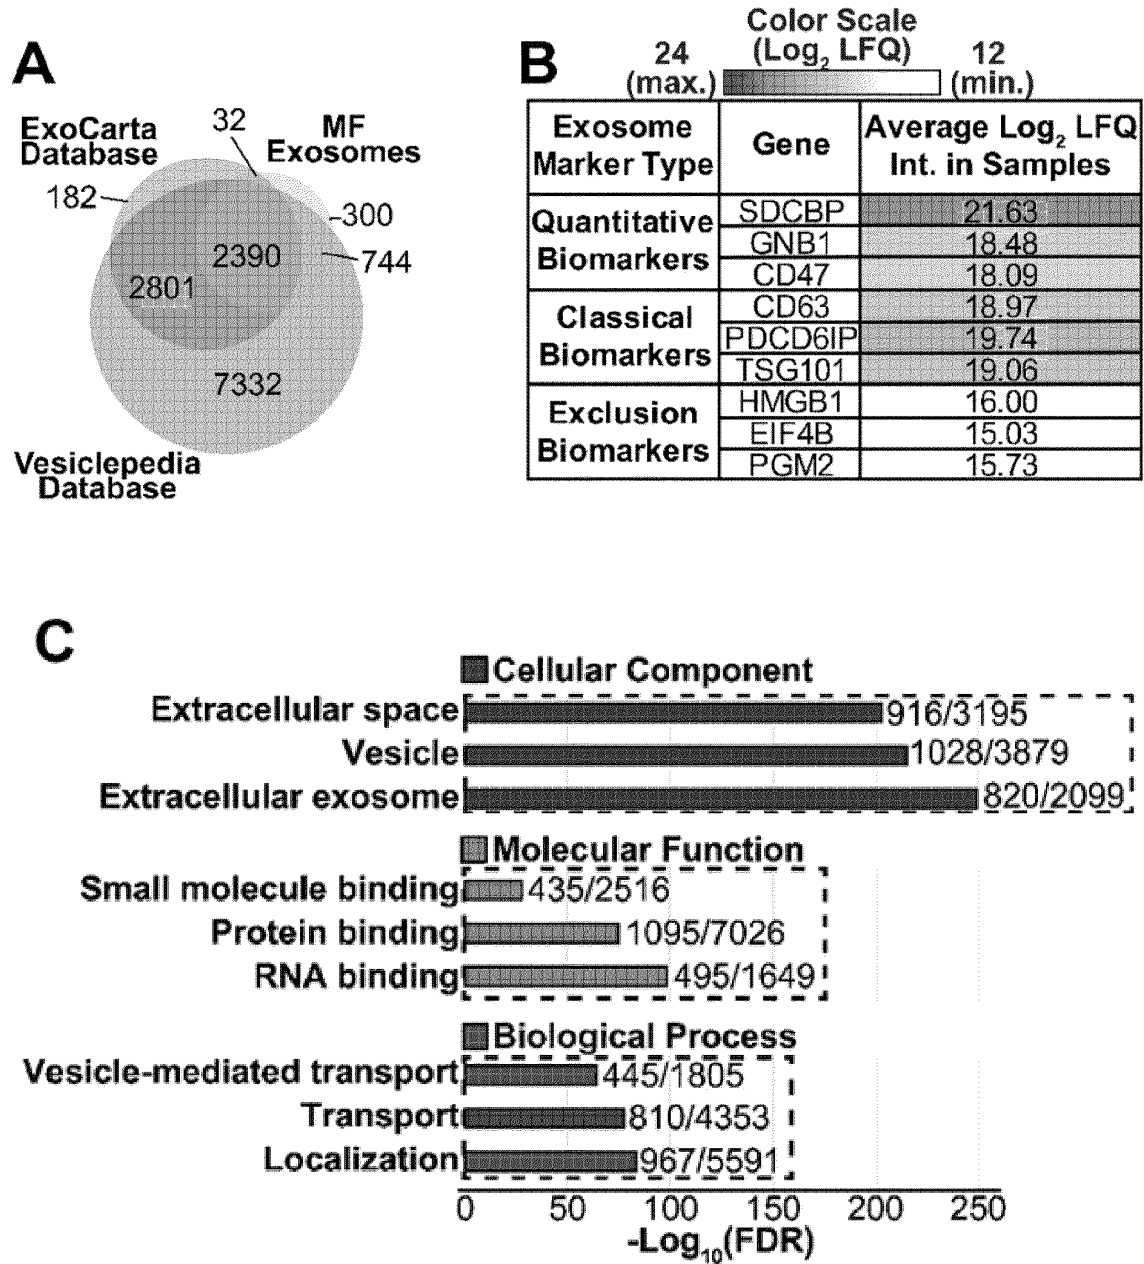 A
ExoCarta
Database
32
MF
Exosomes
182
300
744
2390
2801
7332
Vesiclepedia
Database
B
Color Scale
(Log2 LFQ)
24
(max.)
12
(min.)
Exosome
Marker Type
Gene
Average Log2 LFQ
Int. in Samples
Quantitative
Biomarkers
SDCBP 21.63
GNB1 18.48
CD47 18.09
Classical
Biomarkers
CD63 18.97
PDCD6IP 19.74
TSG101 19.06
Exclusion
Biomarkers
HMGB1 16.00
EIF4B 15.03
PGM2 15.73
C
Cellular Component
Extracellular space 916/3195
Vesicle 1028/3879
Extracellular exosome 820/2099
Molecular Function
Small molecule binding 435/2516
Protein binding 1095/7026
RNA binding 495/1649
Biological Process
Vesicle-mediated transport 445/1805
Transport 810/4353
Localization 967/5591
0 50 100 150 200 250
-Log10(FDR)